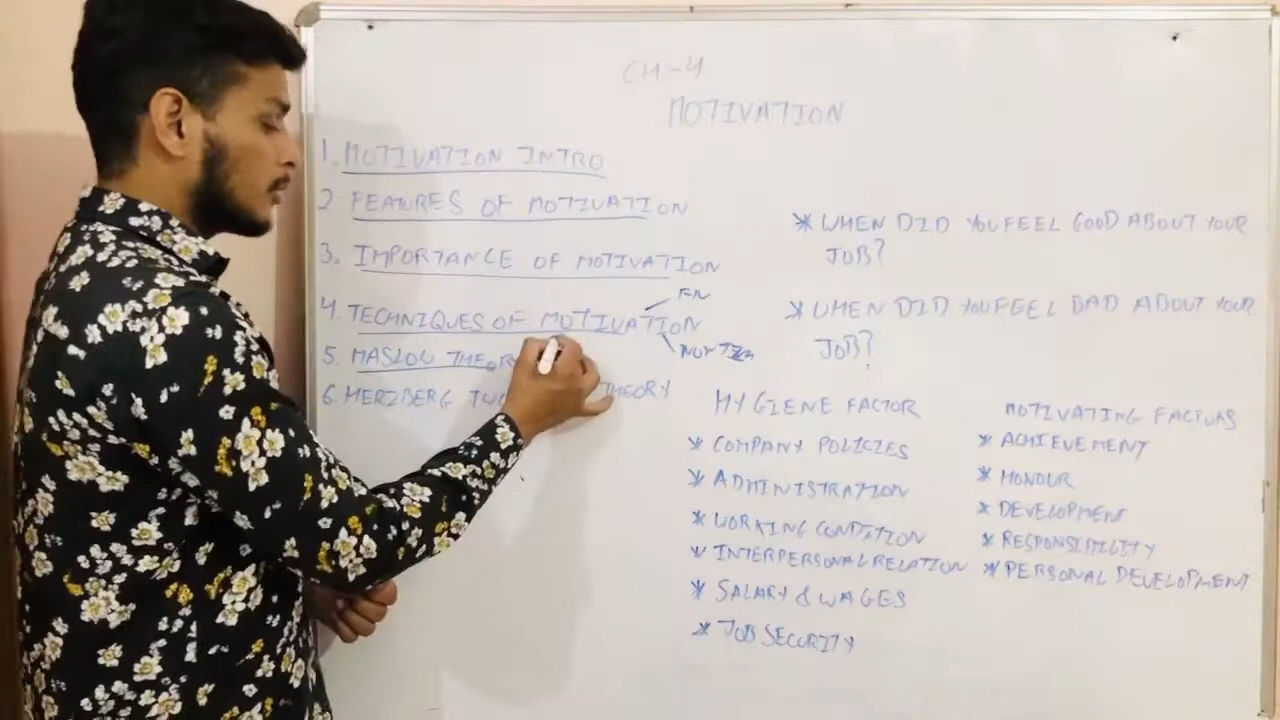 CH-4
MOTIVATION
1. MOTIVATION INTRO
2 FEATURES OF MOTIVATION
3. IMPORTANCE OF MOTIVATION
4. TECHNIQUES OF MOTIVATION
FN
5. MASLOW
6. HERZBERG THEORY
* WHEN DID YOU FEEL GOOD ABOUT YOUR
JOB?
* WHEN DID YOU FEEL BAD ABOUT YOUR
JOB?
HYGIENE FACTOR
* COMPANY POLICIES
* ADMINISTRATION
* WORKING CONDITION
* INTERPERSONAL RELATION
* SALARY & WAGES
* JOB SECURITY
MOTIVATING FACTORS
* ACHIEVEMENT
* HONOUR
* DEVELOPMENT
* RESPONSIBILITY
* PERSONAL DEVELOPMENT